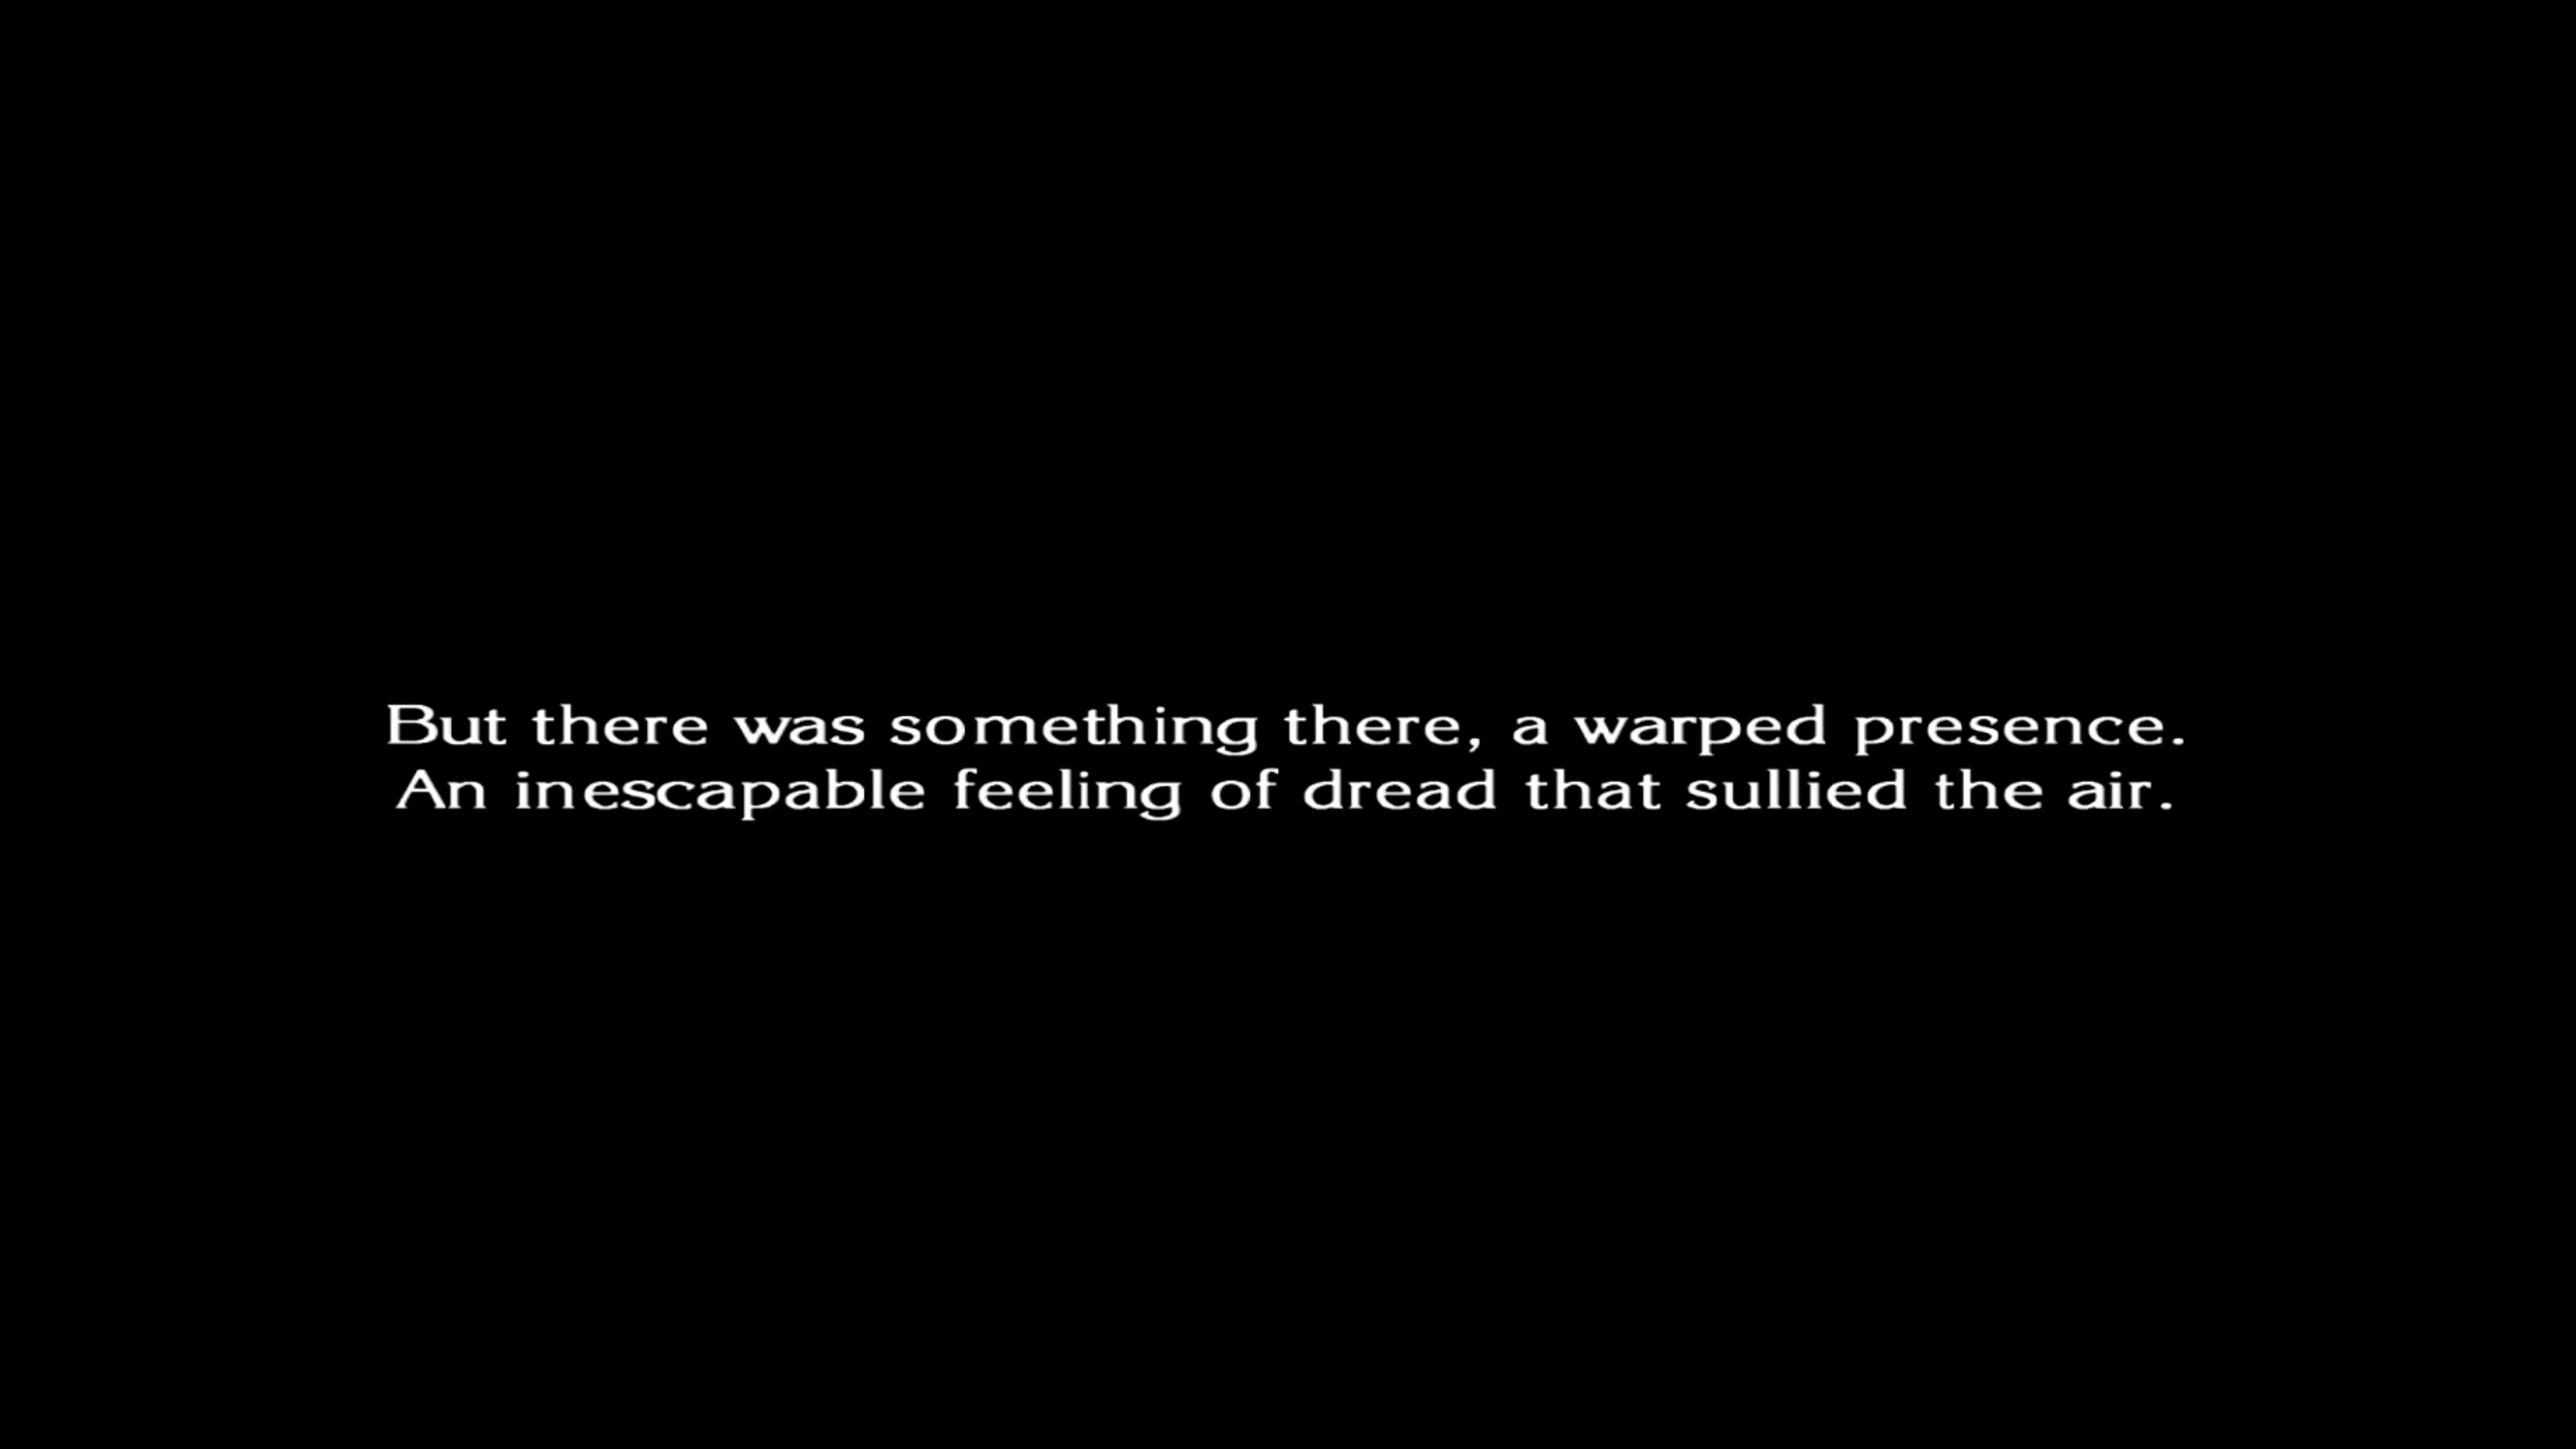 But there was something there, a warped presence.
An inescapable feeling of dread that sullied the air.